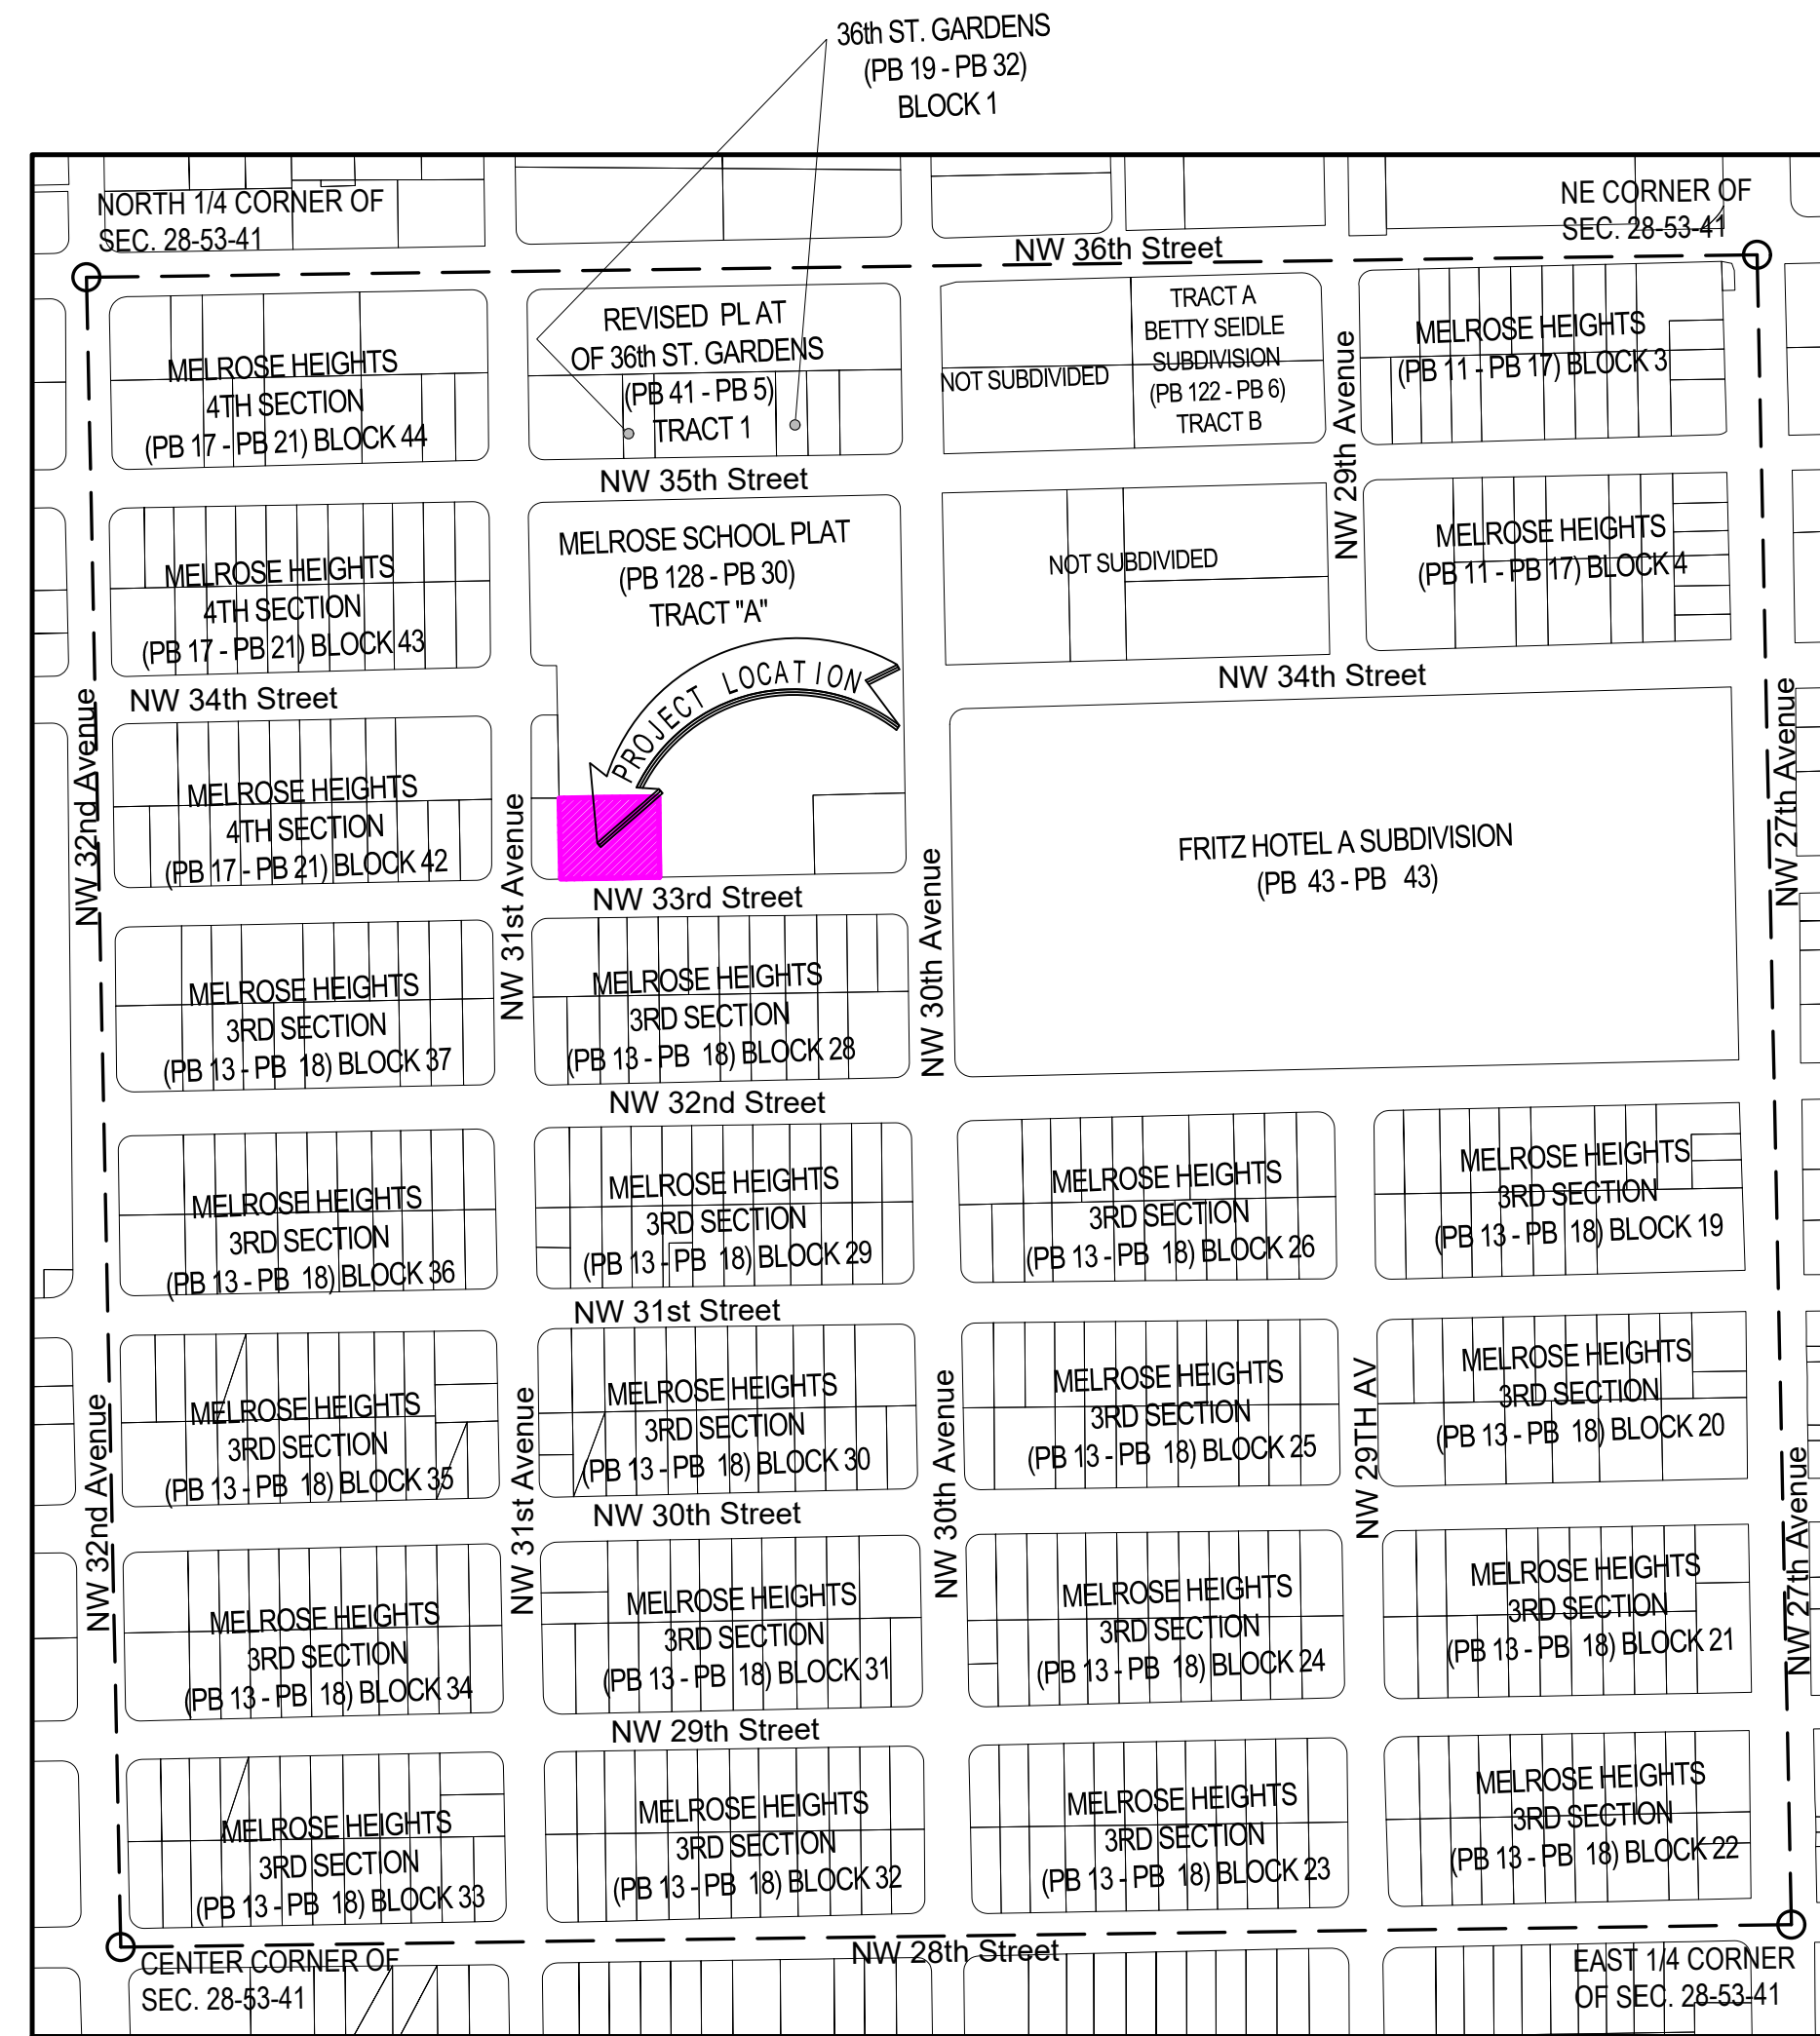 36th ST. GARDENS
(PB 19 - PB 32)
BLOCK 1
NORTH 1/4 CORNER OF
SEC. 28-53-41
NE CORNER OF
SEC. 28-53-41
NW 36th Street
MELROSE HEIGHTS
4TH SECTION
(PB 17 - PB 21) BLOCK 44
REVISED PL AT
OF 36th ST. GARDENS
(PB 41 - PB 5)
TRACT 1
NOT SUBDIVIDED
TRACT A
BETTY SEIDLE
SUBDIVISION
(PB 122 - PB 6)
TRACT B
NW 29th Avenue
MELROSE HEIGHTS
(PB 11 - PB 17) BLOCK 3
NW 35th Street
MELROSE HEIGHTS
4TH SECTION
(PB 17 - PB 21) BLOCK 43
MELROSE SCHOOL PLAT
(PB 128 - PB 30)
TRACT "A"
NOT SUBDIVIDED
MELROSE HEIGHTS
(PB 11 - PB 17) BLOCK 4
NW 34th Street
NW 34th Street
PROJECT LOCATION
NW 32nd Avenue
MELROSE HEIGHTS
4TH SECTION
(PB 17 - PB 21) BLOCK 42
NW 31st Avenue
NW 33rd Street
NW 30th Avenue
FRITZ HOTEL A SUBDIVISION
(PB 43 - PB 43)
NW 27th Avenue
MELROSE HEIGHTS
3RD SECTION
(PB 13 - PB 18) BLOCK 37
MELROSE HEIGHTS
3RD SECTION
(PB 13 - PB 18) BLOCK 28
NW 32nd Street
MELROSE HEIGHTS
3RD SECTION
(PB 13 - PB 18) BLOCK 36
MELROSE HEIGHTS
3RD SECTION
(PB 13 - PB 18) BLOCK 29
MELROSE HEIGHTS
3RD SECTION
(PB 13 - PB 18) BLOCK 26
MELROSE HEIGHTS
3RD SECTION
(PB 13 - PB 18) BLOCK 19
NW 31st Street
NW 32nd Avenue
MELROSE HEIGHTS
3RD SECTION
(PB 13 - PB 18) BLOCK 35
NW 31st Avenue
MELROSE HEIGHTS
3RD SECTION
(PB 13 - PB 18) BLOCK 30
NW 30th Avenue
MELROSE HEIGHTS
3RD SECTION
(PB 13 - PB 18) BLOCK 25
NW 29TH AV
MELROSE HEIGHTS
3RD SECTION
(PB 13 - PB 18) BLOCK 20
NW 27th Avenue
NW 30th Street
MELROSE HEIGHTS
3RD SECTION
(PB 13 - PB 18) BLOCK 34
MELROSE HEIGHTS
3RD SECTION
(PB 13 - PB 18) BLOCK 31
MELROSE HEIGHTS
3RD SECTION
(PB 13 - PB 18) BLOCK 24
MELROSE HEIGHTS
3RD SECTION
(PB 13 - PB 18) BLOCK 21
NW 29th Street
MELROSE HEIGHTS
3RD SECTION
(PB 13 - PB 18) BLOCK 33
MELROSE HEIGHTS
3RD SECTION
(PB 13 - PB 18) BLOCK 32
MELROSE HEIGHTS
3RD SECTION
(PB 13 - PB 18) BLOCK 23
MELROSE HEIGHTS
3RD SECTION
(PB 13 - PB 18) BLOCK 22
NW 28th Street
CENTER CORNER OF
SEC. 28-53-41
EAST 1/4 CORNER
OF SEC. 28-53-41